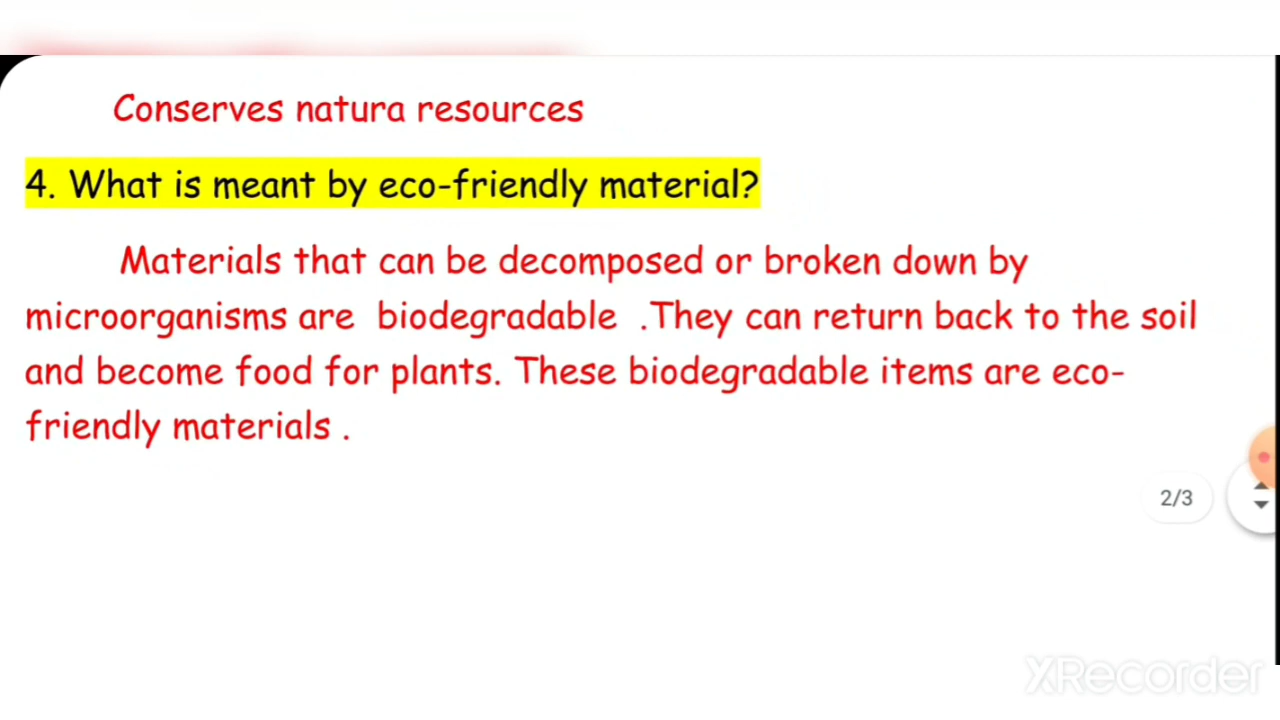 Conserves natura resources
4. What is meant by eco-friendly material?
Materials that can be decomposed or broken down by
microorganisms are biodegradable .They can return back to the soil
and become food for plants. These biodegradable items are eco-
friendly materials .
2/3
XRecorder